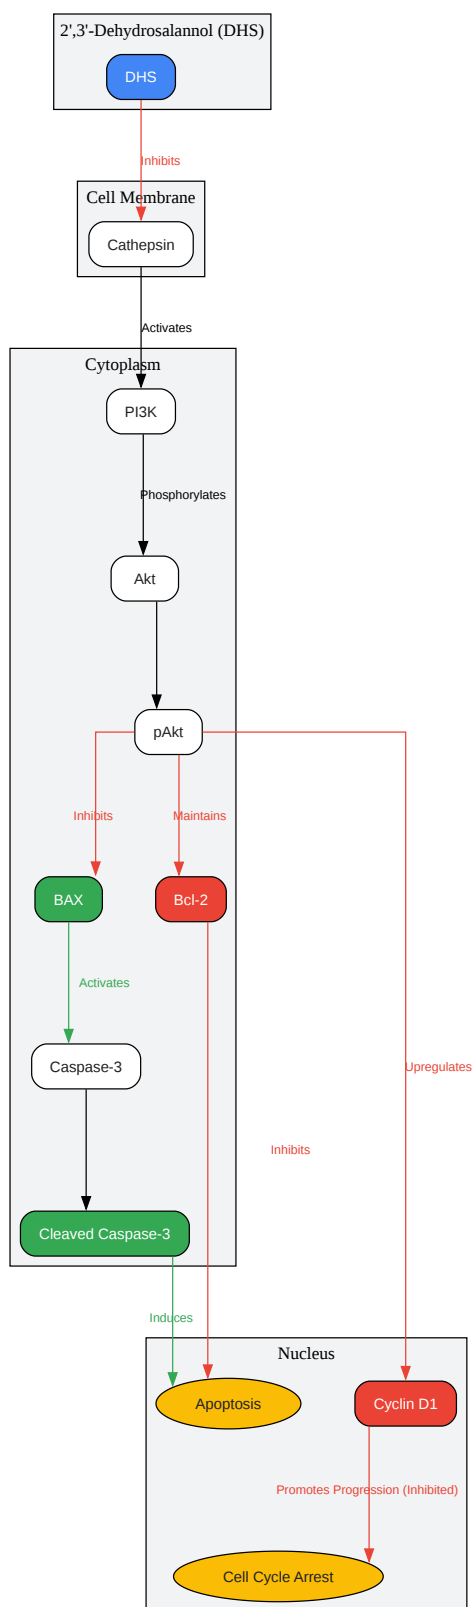 2',3'-Dehydrosalannol (DHS)
DHS
Inhibits
Cell Membrane
Cathepsin
Activates
Cytoplasm
PI3K
Phosphorylates
Akt
pAkt
Inhibits
Maintains
BAX
Bcl-2
Activates
Caspase-3
Upregulates
Inhibits
Cleaved Caspase-3
Induces
Nucleus
Apoptosis
Cyclin D1
Promotes Progression (Inhibited)
Cell Cycle Arrest